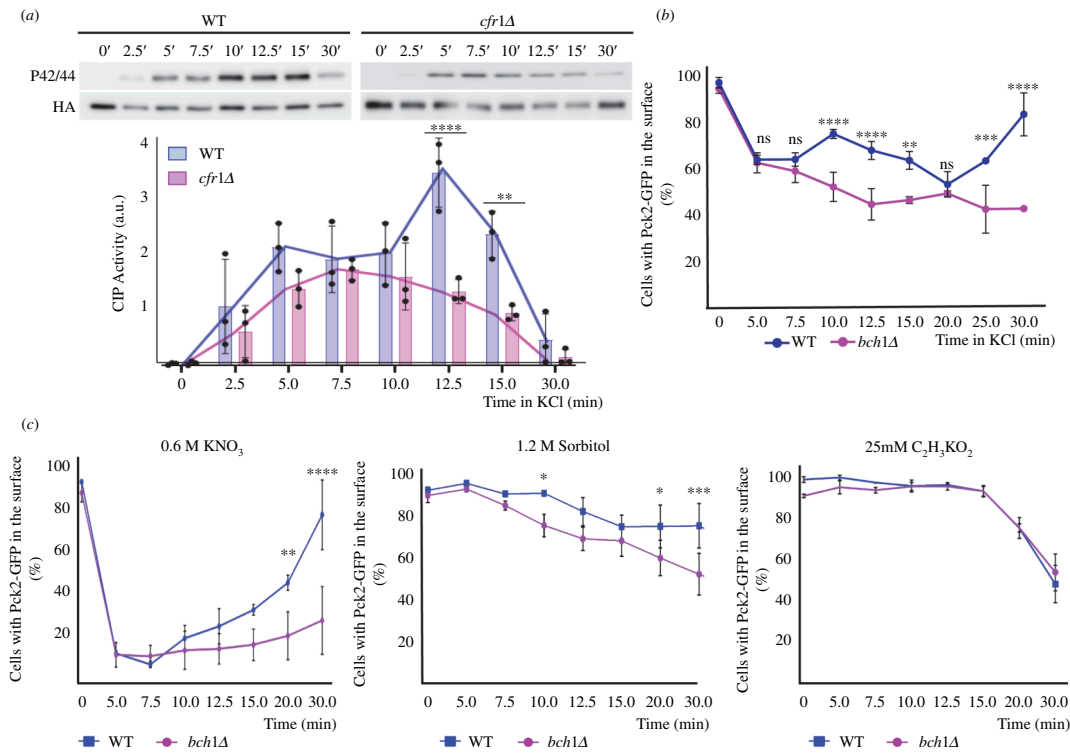 (a)
WT
cfr1Δ
0′ 2.5′ 5′ 7.5′ 10′ 12.5′ 15′ 30′
0′ 2.5′ 5′ 7.5′ 10′ 12.5′ 15′ 30′
P42/44
HA
4
3
2
1
CIP Activity (a.u.)
WT
cfr1Δ
****
**
0 2.5 5.0 7.5 10.0 12.5 15.0 30.0
Time in KCl (min)
(b)
Cells with Pck2-GFP in the surface
(%)
100
80
60
40
20
ns ns **** **** ** ns *** ****
0 5.0 7.5 10.0 12.5 15.0 20.0 25.0 30.0
Time in KCl (min)
WT bch1Δ
(c)
0.6 M KNO₃
Cells with Pck2-GFP in the surface
(%)
100
80
60
40
20
** ****
0 5.0 7.5 10.0 12.5 15.0 20.0 30.0
Time (min)
WT bch1Δ
1.2 M Sorbitol
Cells with Pck2-GFP in the surface
(%)
100
80
60
40
20
* * ***
0 5.0 7.5 10.0 12.5 15.0 20.0 30.0
Time (min)
WT bch1Δ
25mM C₂H₃KO₂
Cells with Pck2-GFP in the surface
(%)
100
80
60
40
20
0 5.0 7.5 10.0 12.5 15.0 20.0 30.0
Time (min)
WT bch1Δ